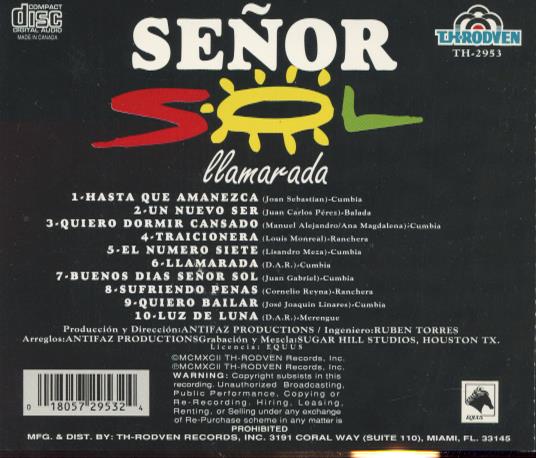 COMPACT
disc
DIGITAL AUDIO
MADE IN CANADA
SEÑOR
TH-RODVEN
TH-2953
SOL
llamarada
1-HASTA QUE AMANEZCA (Joan Sebastian)-Cumbia
2-UN NUEVO SER (Juan Carlos Pérez)-Balada
3-QUIERO DORMIR CANSADO (Manuel Alejandro/Ana Magdalena)-Cumbia
4-TRAICIONERA (Louis Monreal)-Ranchera
5-EL NUMERO SIETE (Lisandro Meza)-Cumbia
6-LLAMARADA (D.A.R.)-Cumbia
7-BUENOS DIAS SEÑOR SOL (Juan Gabriel)-Cumbia
8-SUFRIENDO PENAS (Cornelio Reyna)-Ranchera
9-QUIERO BAILAR (José Joaquin Linares)-Cumbia
10-LUZ DE LUNA (D.A.R.)-Merengue
Producción y Dirección:ANTIFAZ PRODUCTIONS / Ingeniero:RUBEN TORRES
Arreglos:ANTIFAZ PRODUCTIONSGrabación y Mezcla:SUGAR HILL STUDIOS, HOUSTON TX.
Licencia: EQUUS
©MCMXCII TH-RODVEN Records, Inc.
℗MCMXCII TH-RODVEN Records, Inc.
WARNING: Copyright subsists in this
recording. Unauthorized Broadcasting,
Public Performance, Copying or
Re-Recording, Hiring, Leasing,
Renting, or Selling under any exchange
of Re-Purchase scheme in any matter is
PROHIBITED
0 18057 29532 4
EQUUS
MFG. & DIST. BY: TH-RODVEN RECORDS, INC. 3191 CORAL WAY (SUITE 110), MIAMI, FL. 33145